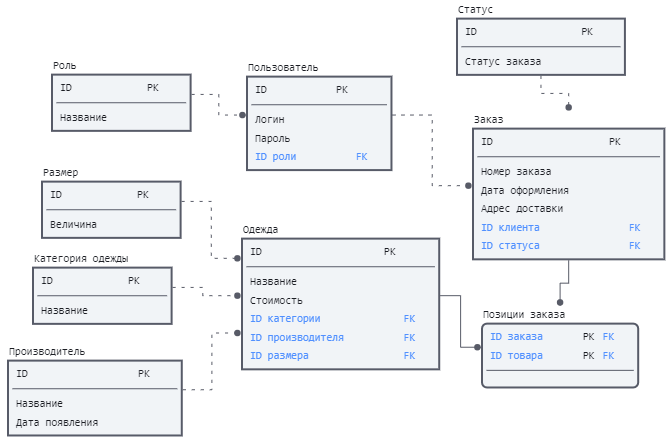 Статус
ID PK
Статус заказа
Роль
ID PK
Название
Пользователь
ID PK
Логин
Пароль
ID роли FK
Заказ
ID PK
Номер заказа
Дата оформления
Адрес доставки
ID клиента FK
ID статуса FK
Размер
ID PK
Величина
Категория одежды
ID PK
Название
Одежда
ID PK
Название
Стоимость
ID категории FK
ID производителя FK
ID размера FK
Позиции заказа
ID заказа PK FK
ID товара PK FK
Производитель
ID PK
Название
Дата появления